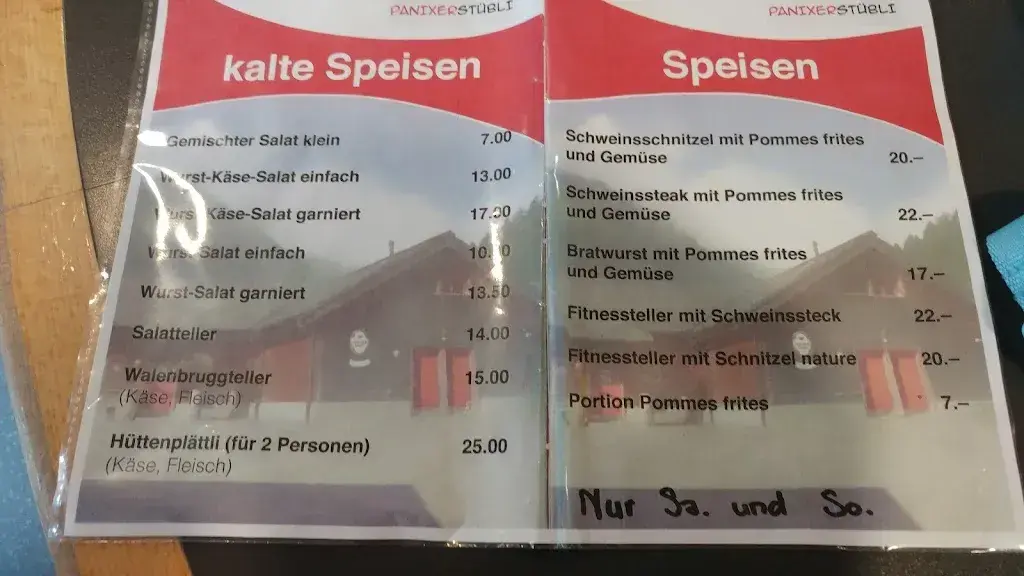 PANIXERSTÜBLI
kalte Speisen
Gemischter Salat klein 7.00
Wurst-Käse-Salat einfach 13.00
Wurst-Käse-Salat garniert 17.00
Wurst-Salat einfach
Wurst-Salat garniert 13.50
Salatteller 14.00
Walenbruggteller 15.00
(Käse, Fleisch)
Hüttenplättli (für 2 Personen) 25.00
(Käse, Fleisch)
PANIXERSTÜBLI
Speisen
Schweinsschnitzel mit Pommes frites
und Gemüse 20.–
Schweinssteak mit Pommes frites
und Gemüse 22.–
Bratwurst mit Pommes frites
und Gemüse 17.–
Fitnessteller mit Schweinssteck 22.–
Fitnessteller mit Schnitzel nature 20.–
Portion Pommes frites 7.–
Nur Sa. und So.